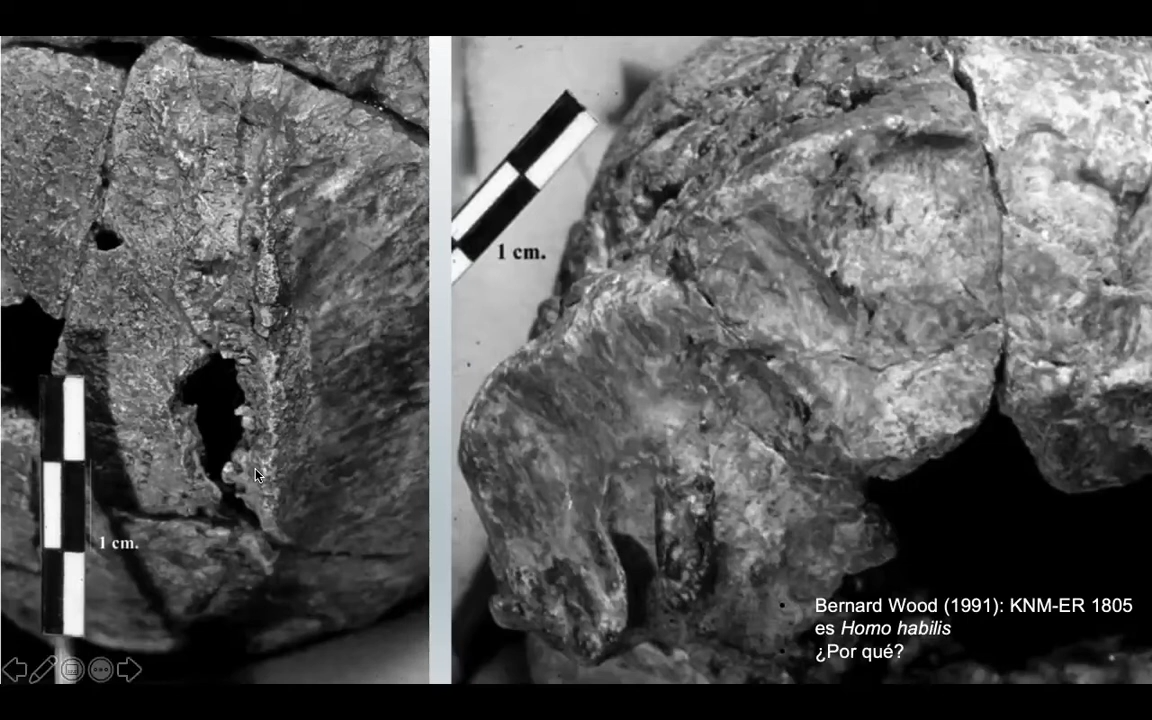 1 cm.
1 cm.
Bernard Wood (1991): KNM-ER 1805
es Homo habilis
¿Por qué?